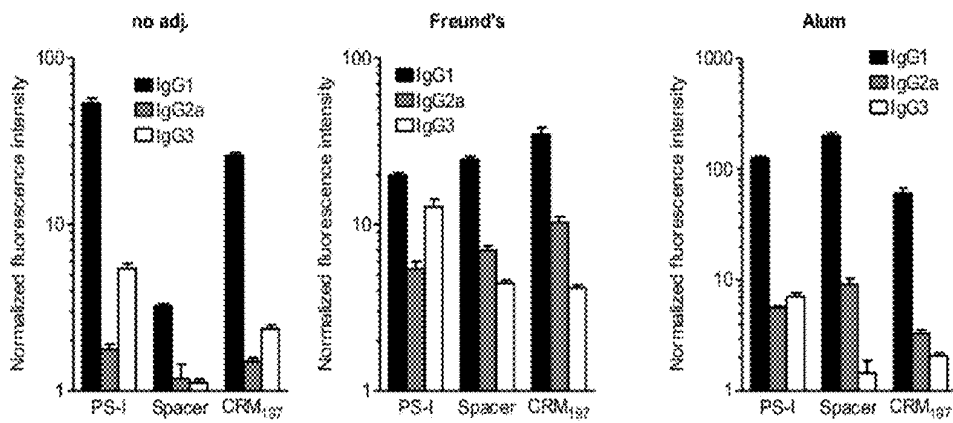 no adj.
Normalized fluorescence intensity
100
10
1
IgG1
IgG2a
IgG3
PS-I Spacer CRM197
Freund's
Normalized fluorescence intensity
100
10
1
IgG1
IgG2a
IgG3
PS-I Spacer CRM197
Alum
Normalized fluorescence intensity
1000
100
10
1
IgG1
IgG2a
IgG3
PS-I Spacer CRM197